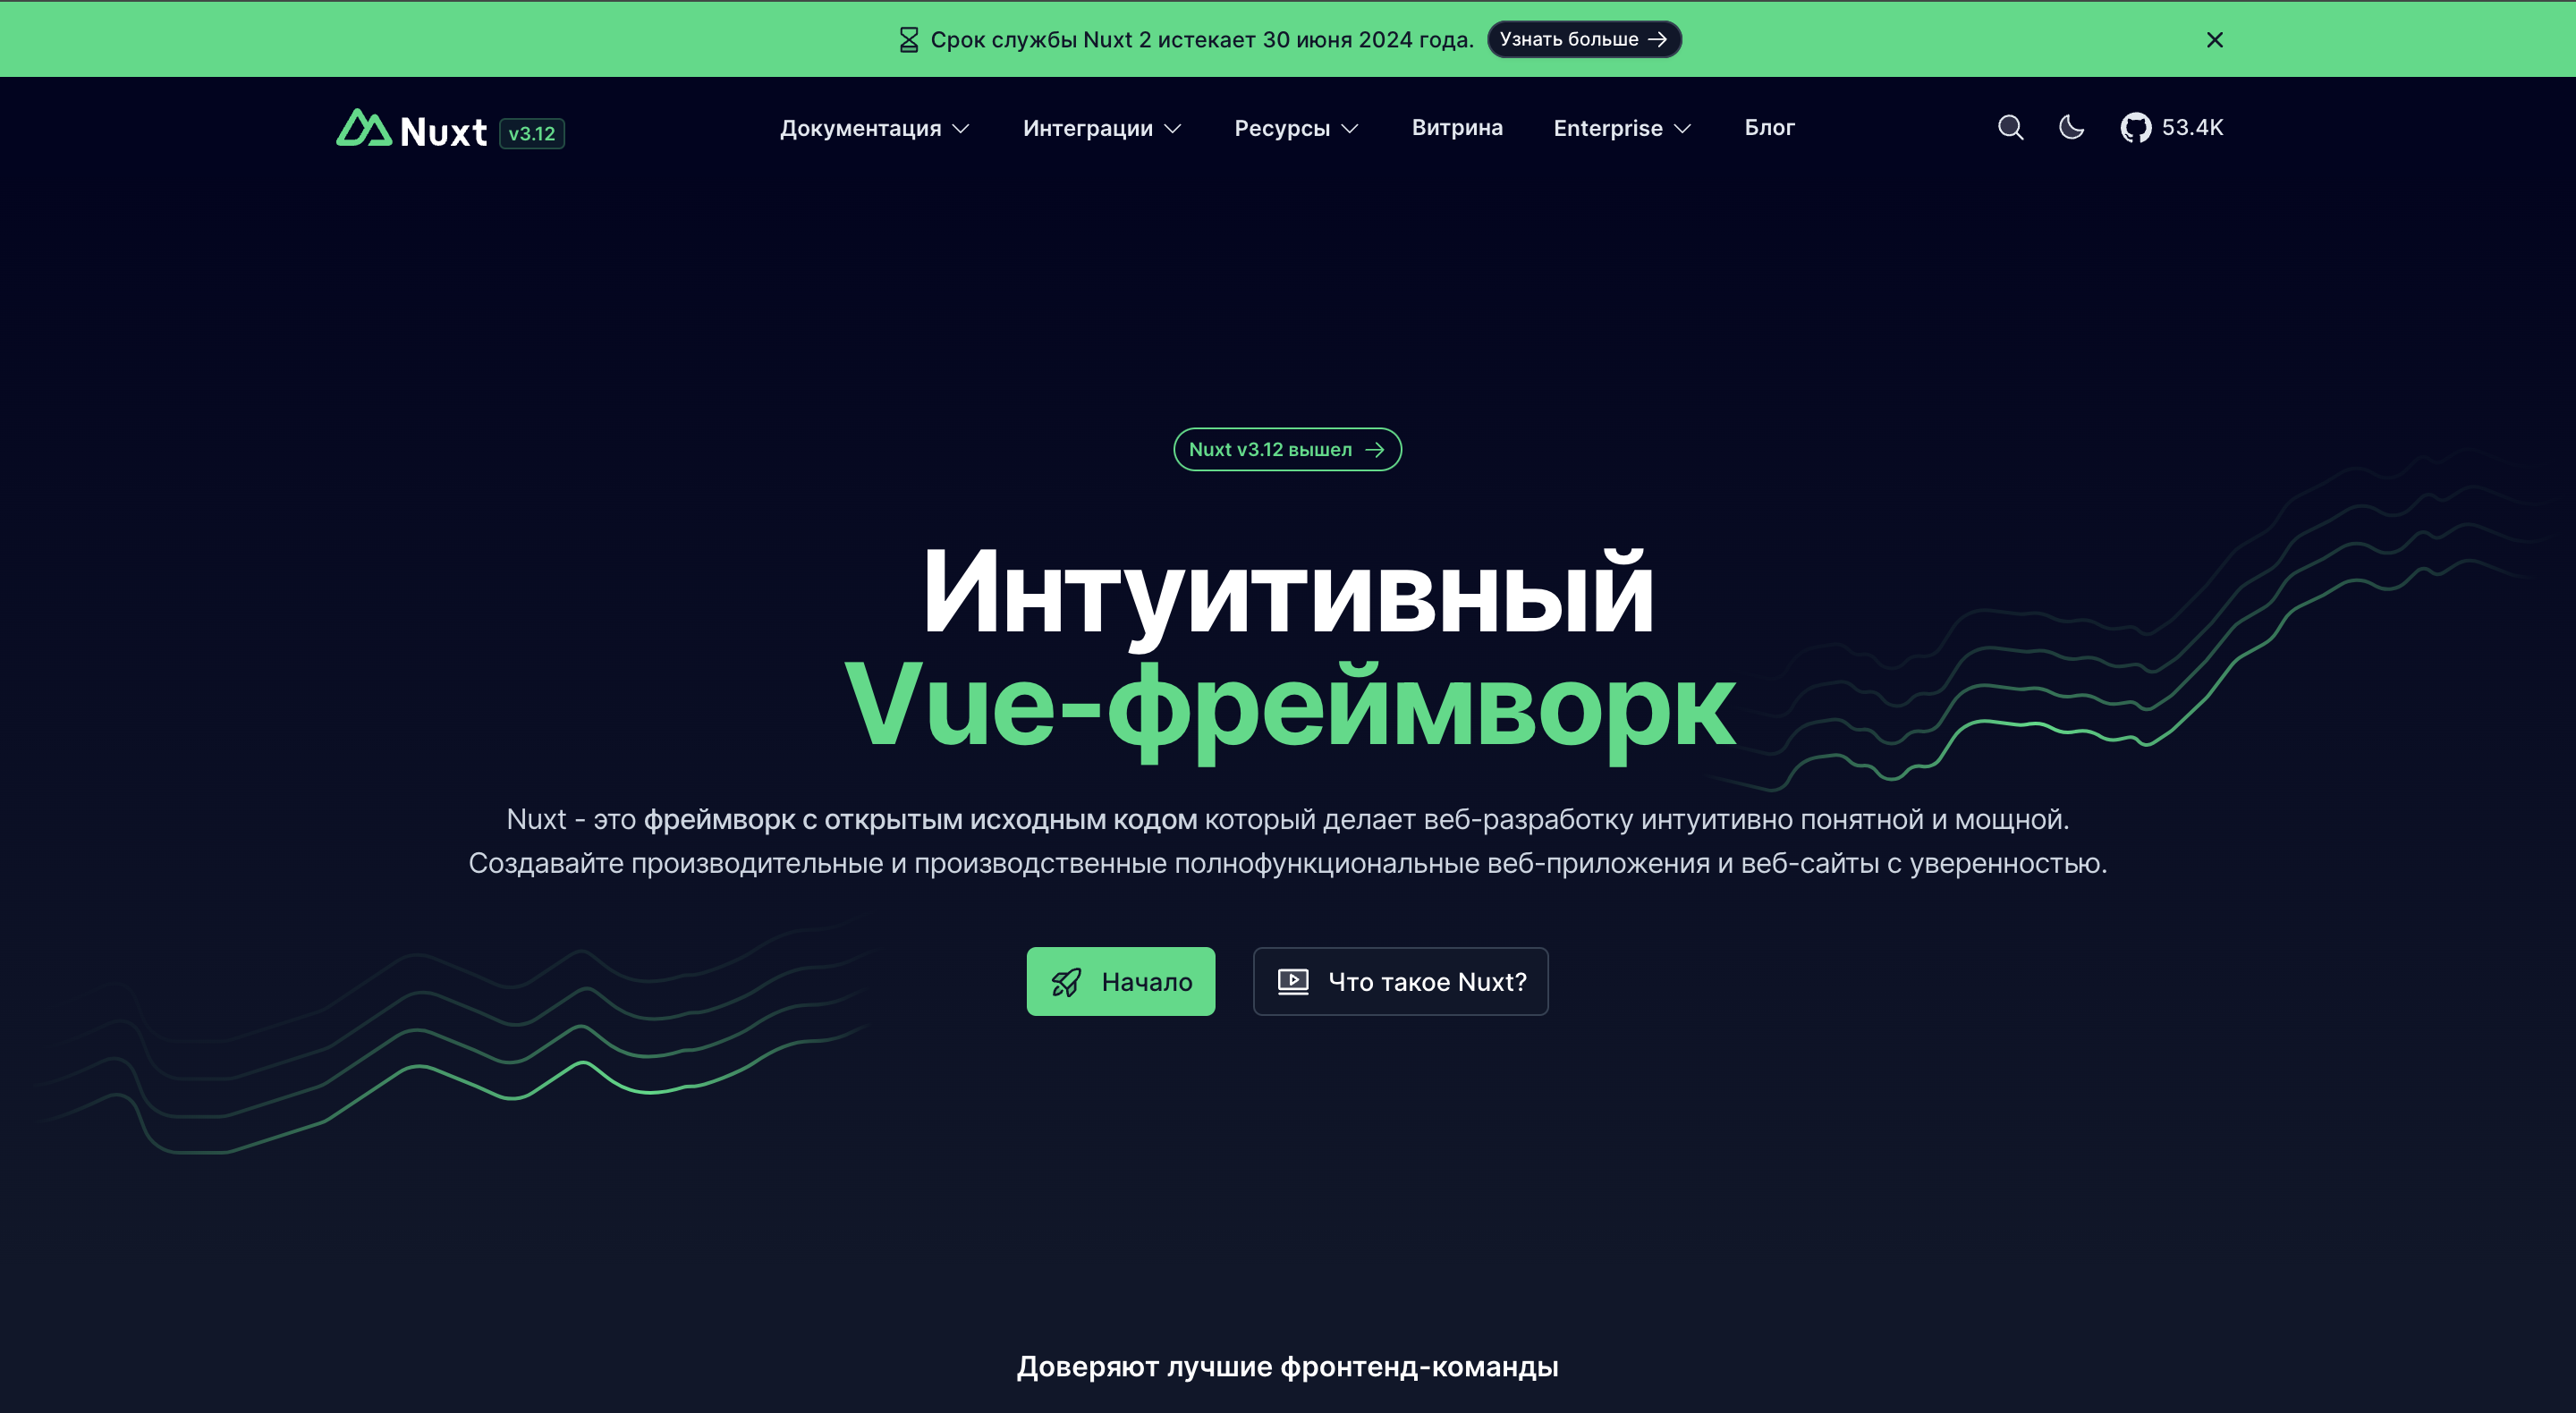 Срок службы Nuxt 2 истекает 30 июня 2024 года. Узнать больше
Nuxt v3.12 Документация Интеграции Ресурсы Витрина Enterprise Блог 53.4K
Nuxt v3.12 вышел
Интуитивный
Vue-фреймворк
Nuxt - это фреймворк с открытым исходным кодом который делает веб-разработку интуитивно понятной и мощной.
Создавайте производительные и производственные полнофункциональные веб-приложения и веб-сайты с уверенностью.
Начало Что такое Nuxt?
Доверяют лучшие фронтенд-команды